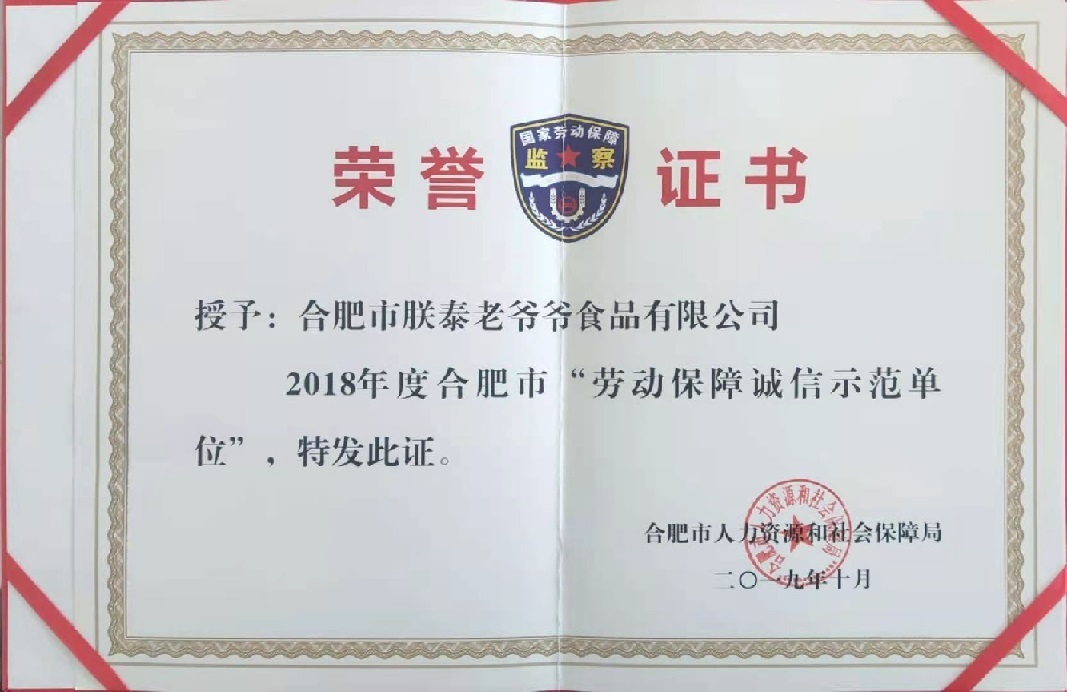 国家劳动保障
监察
荣誉证书
授予：合肥市朕泰老爷爷食品有限公司
2018年度合肥市“劳动保障诚信示范单
位”，特发此证。
合肥市人力资源和社会保障局
二〇一九年十月